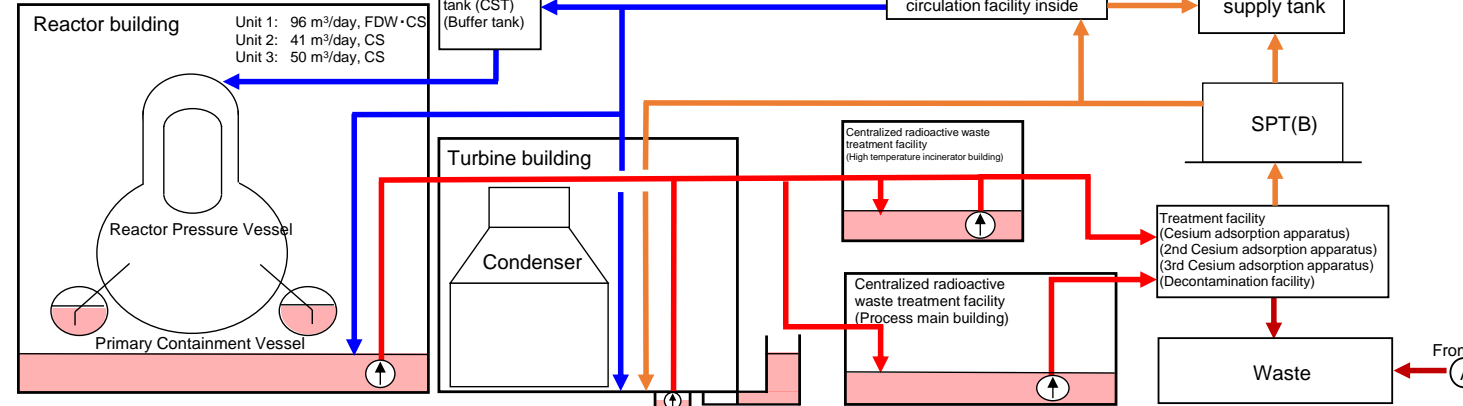 Reactor building
Unit 1: 96 m³/day, FDW・CS
Unit 2: 41 m³/day, CS
Unit 3: 50 m³/day, CS
tank (CST)
(Buffer tank)
circulation facility inside
supply tank
SPT(B)
Centralized radioactive waste
treatment facility
(High temperature incinerator building)
Turbine building
Reactor Pressure Vessel
Condenser
Treatment facility
(Cesium adsorption apparatus)
(2nd Cesium adsorption apparatus)
(3rd Cesium adsorption apparatus)
(Decontamination facility)
Centralized radioactive
waste treatment facility
(Process main building)
Primary Containment Vessel
Waste